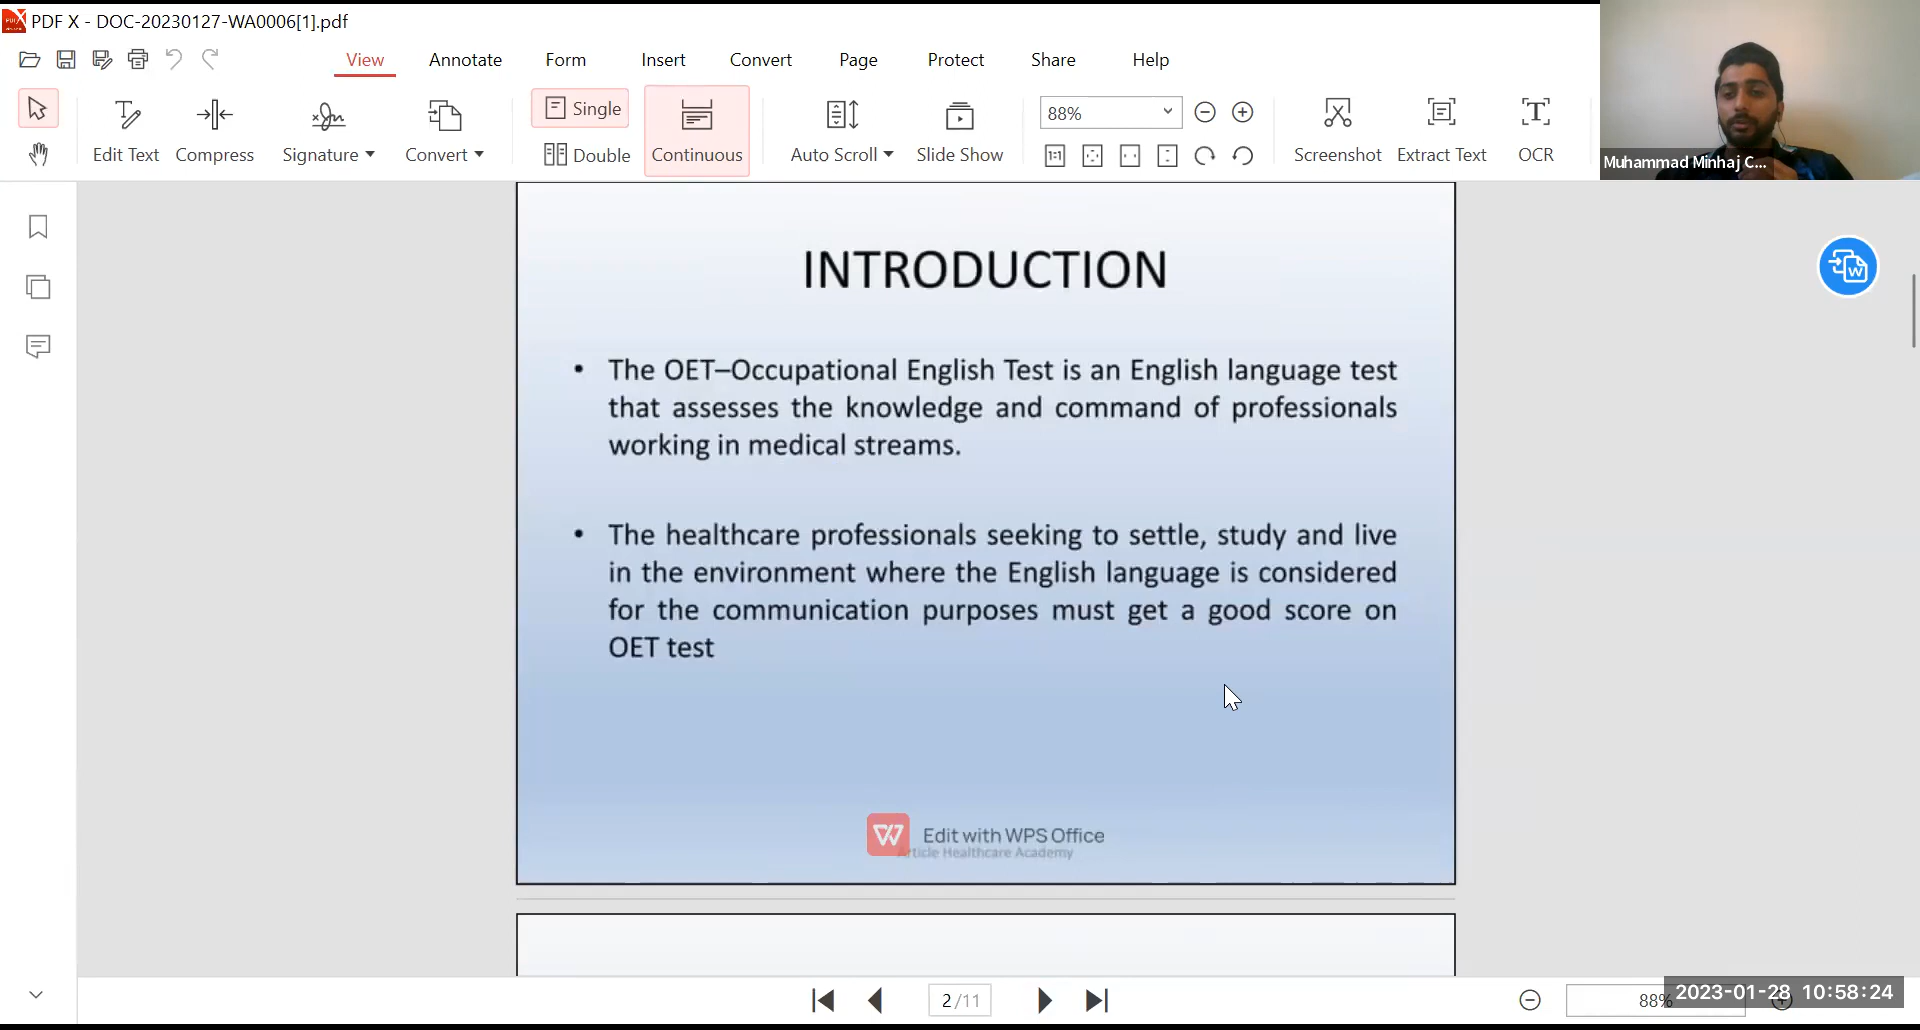 PDF X - DOC-20230127-WA0006[1].pdf
View Annotate Form Insert Convert Page Protect Share Help
Edit Text Compress Signature Convert Single Double Continuous Auto Scroll Slide Show 88% 1:1 Screenshot Extract Text OCR
Muhammad Minhaj C...
INTRODUCTION
• The OET–Occupational English Test is an English language test
that assesses the knowledge and command of professionals
working in medical streams.
• The healthcare professionals seeking to settle, study and live
in the environment where the English language is considered
for the communication purposes must get a good score on
OET test
Edit with WPS Office
Article Healthcare Academy
2 /11
88%
2023-01-28 10:58:24